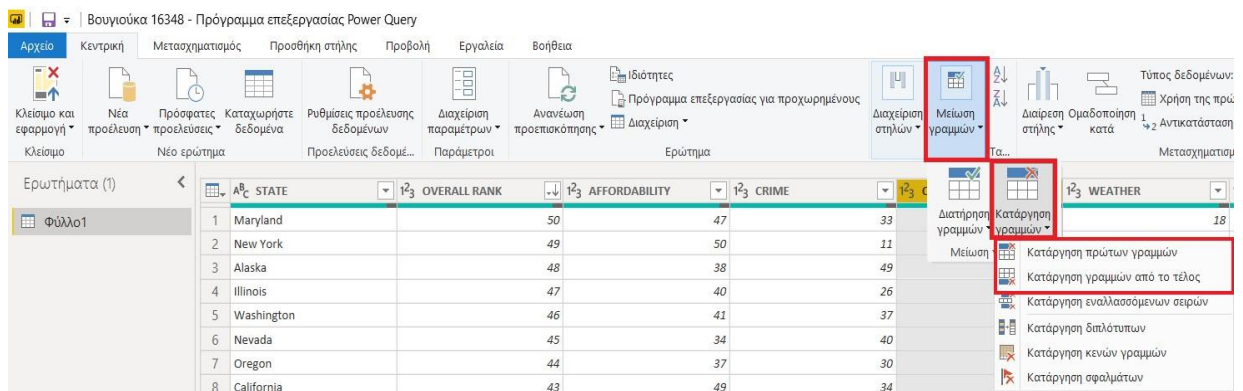 Βουγιούκα 16348 - Πρόγραμμα επεξεργασίας Power Query
Αρχείο Κεντρική Μετασχηματισμός Προσθήκη στήλης Προβολή Εργαλεία Βοήθεια
Κλείσιμο και εφαρμογή
Νέα προέλευση
Πρόσφατες προελεύσεις
Καταχωρήστε δεδομένα
Ρυθμίσεις προέλευσης δεδομένων
Διαχείριση παραμέτρων
Ανανέωση προεπισκόπησης
Ιδιότητες
Πρόγραμμα επεξεργασίας για προχωρημένους
Διαχείριση
Διαχείριση στηλών
Μείωση γραμμών
Διαίρεση στήλης
Ομαδοποίηση κατά
Τύπος δεδομένων:
Χρήση της πρώ
Αντικατάσταση
Κλείσιμο Νέο ερώτημα Προελεύσεις δεδομέ... Παράμετροι Ερώτημα Τα... Μετασχηματισμ
Ερωτήματα (1)
Φύλλο1
STATE OVERALL RANK AFFORDABILITY CRIME WEATHER
1 Maryland 50 47 33 18
2 New York 49 50 11
3 Alaska 48 38 49
4 Illinois 47 40 26
5 Washington 46 41 37
6 Nevada 45 34 40
7 Oregon 44 37 30
8 California 43 49 34
Διατήρηση γραμμών
Κατάργηση γραμμών
Μείωση
Κατάργηση πρώτων γραμμών
Κατάργηση γραμμών από το τέλος
Κατάργηση εναλλασσόμενων σειρών
Κατάργηση διπλότυπων
Κατάργηση κενών γραμμών
Κατάργηση σφαλμάτων